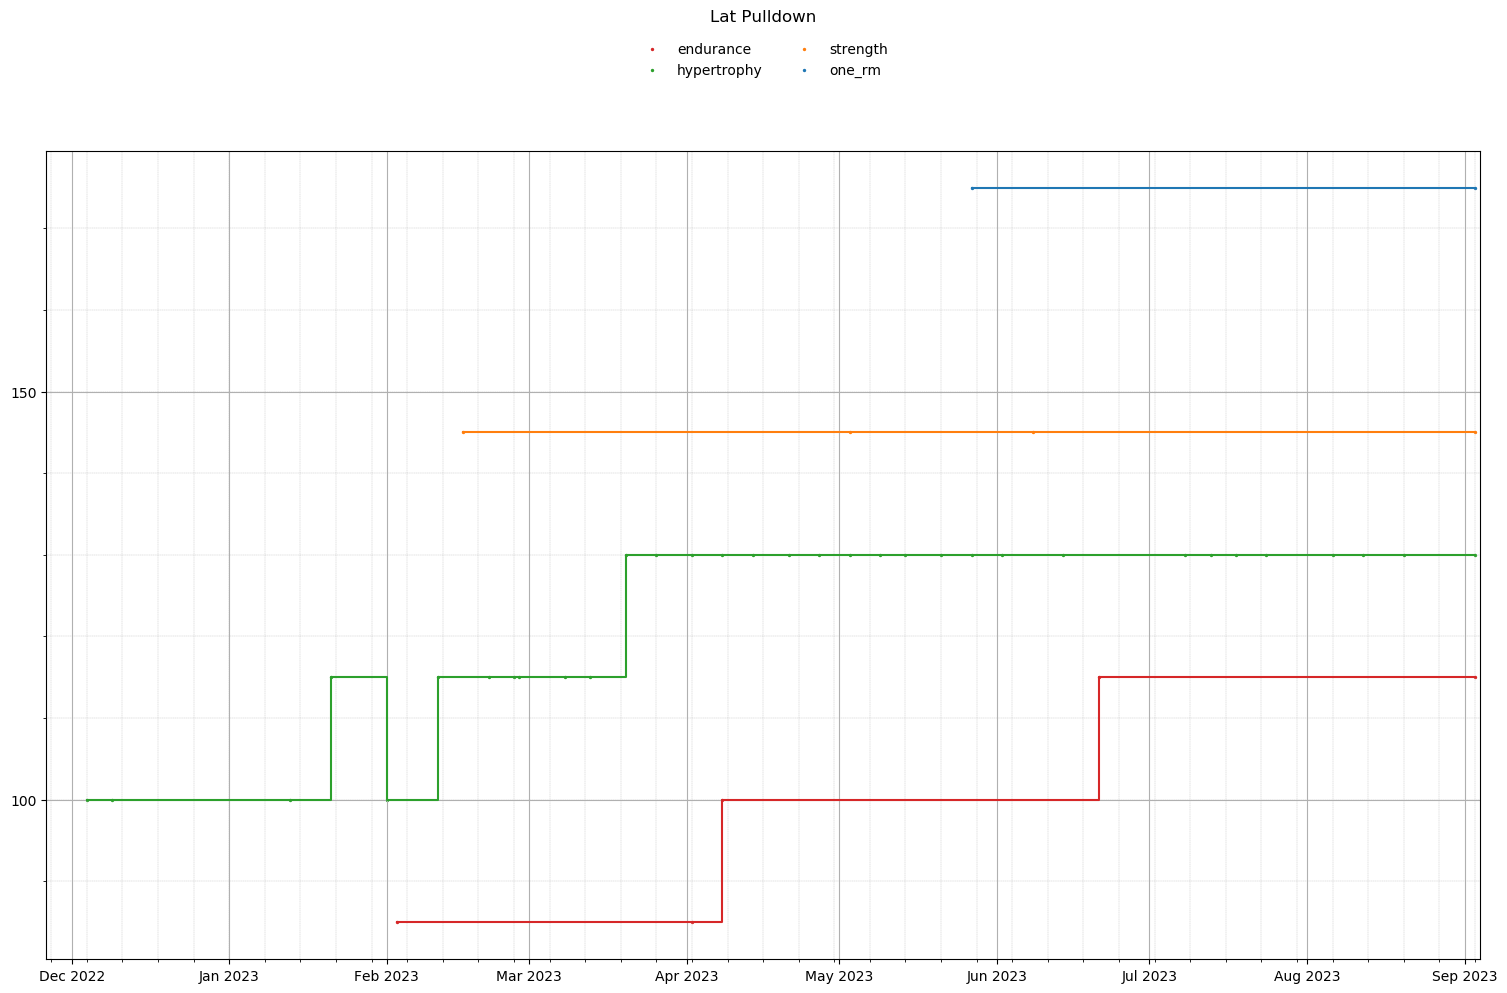 Lat Pulldown
endurance strength
hypertrophy one_rm
150
100
Dec 2022 Jan 2023 Feb 2023 Mar 2023 Apr 2023 May 2023 Jun 2023 Jul 2023 Aug 2023 Sep 2023